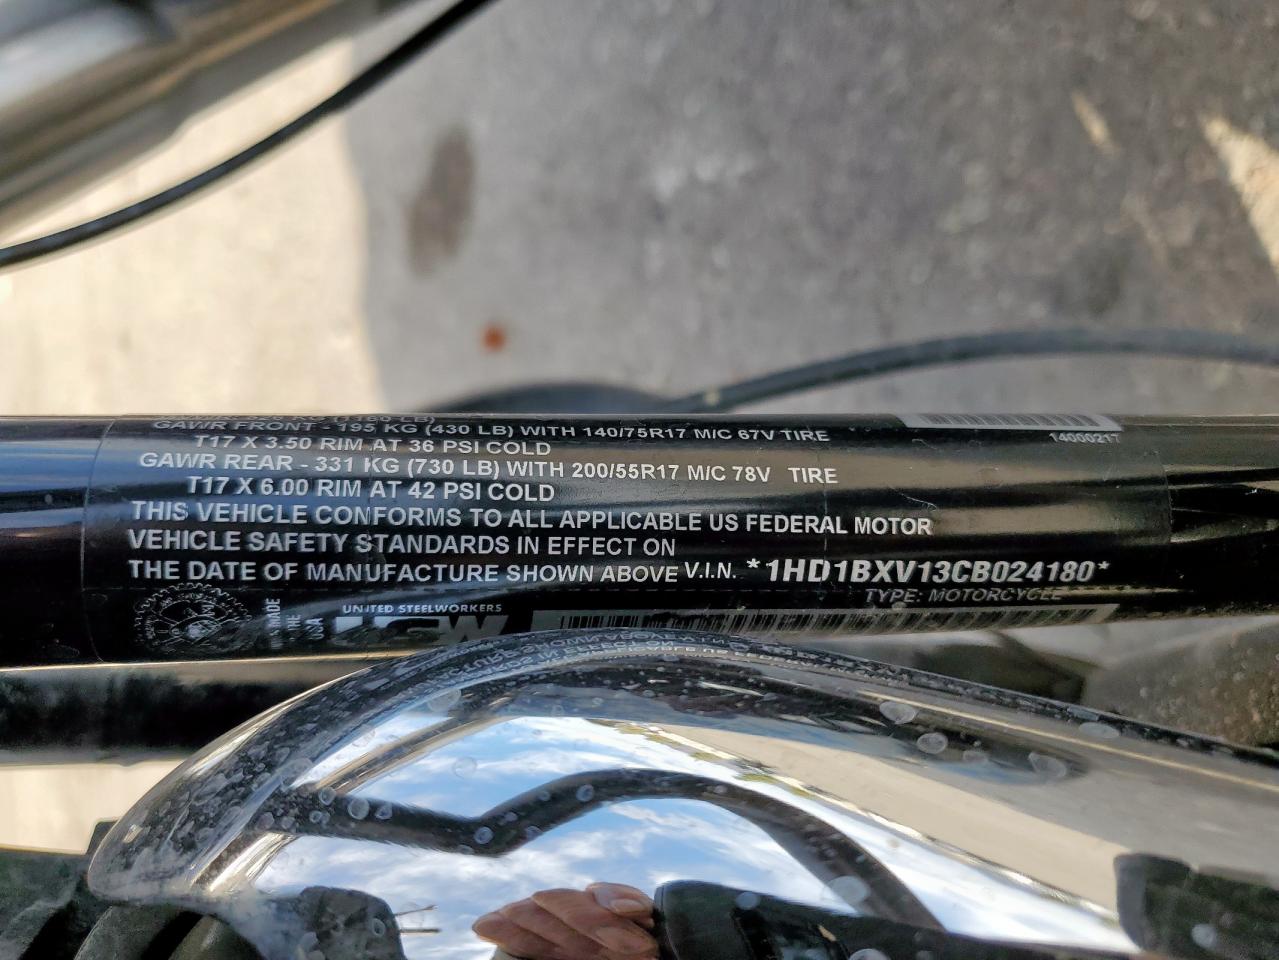 GAWR FRONT - 195 KG (430 LB) WITH 140/75R17 M/C 67V TIRE
14000217
T17 X 3.50 RIM AT 36 PSI COLD
GAWR REAR - 331 KG (730 LB) WITH 200/55R17 M/C 78V TIRE
T17 X 6.00 RIM AT 42 PSI COLD
THIS VEHICLE CONFORMS TO ALL APPLICABLE US FEDERAL MOTOR
VEHICLE SAFETY STANDARDS IN EFFECT ON
THE DATE OF MANUFACTURE SHOWN ABOVE V.I.N. *1HD1BXV13CB024180*
TYPE: MOTORCYCLE
MADE
THE
USA
UNITED STEELWORKERS